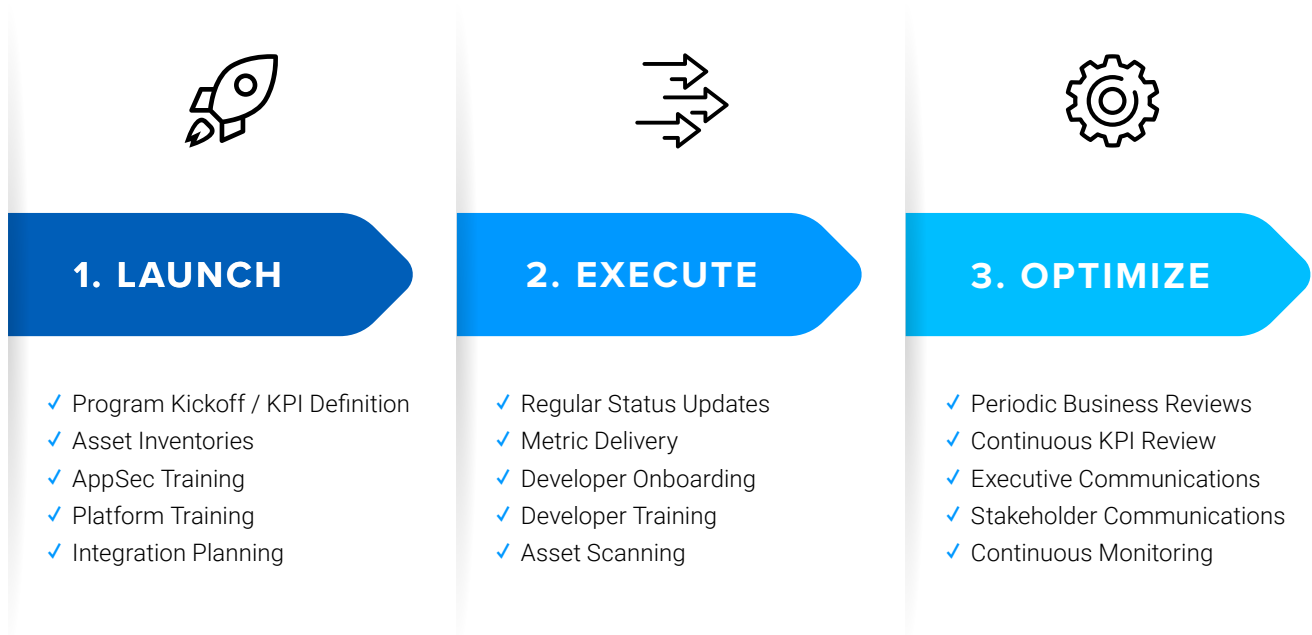 1. LAUNCH
Program Kickoff / KPI Definition
Asset Inventories
AppSec Training
Platform Training
Integration Planning
2. EXECUTE
Regular Status Updates
Metric Delivery
Developer Onboarding
Developer Training
Asset Scanning
3. OPTIMIZE
Periodic Business Reviews
Continuous KPI Review
Executive Communications
Stakeholder Communications
Continuous Monitoring